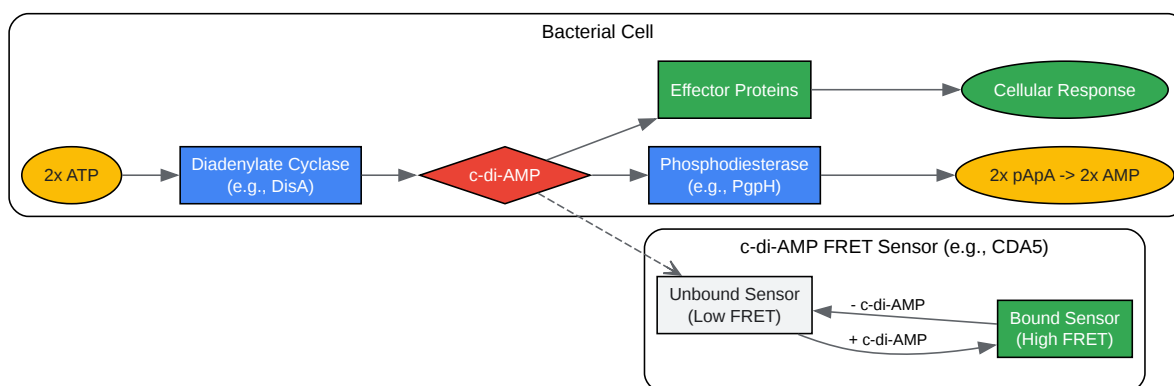 Bacterial Cell
Effector Proteins
Cellular Response
2x ATP
Diadenylate Cyclase
(e.g., DisA)
c-di-AMP
Phosphodiesterase
(e.g., PgpH)
2x pApA -> 2x AMP
c-di-AMP FRET Sensor (e.g., CDA5)
Unbound Sensor
(Low FRET)
- c-di-AMP
+ c-di-AMP
Bound Sensor
(High FRET)